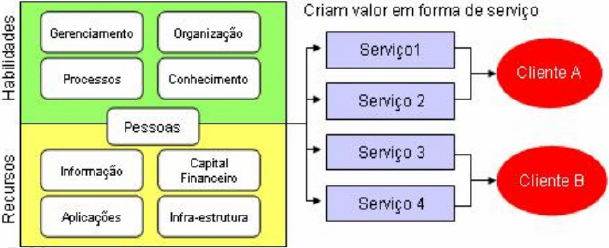 Criam valor em forma de serviço
Habilidades
Gerenciamento
Organização
Processos
Conhecimento
Pessoas
Recursos
Informação
Capital
Financeiro
Aplicações
Infra-estrutura
Serviço1
Serviço 2
Serviço 3
Serviço 4
Cliente A
Cliente B